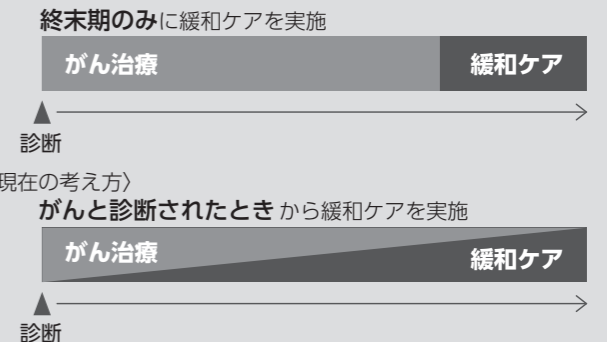 終末期のみに緩和ケアを実施
がん治療 緩和ケア
診断
現在の考え方〉
がんと診断されたときから緩和ケアを実施
がん治療 緩和ケア
診断